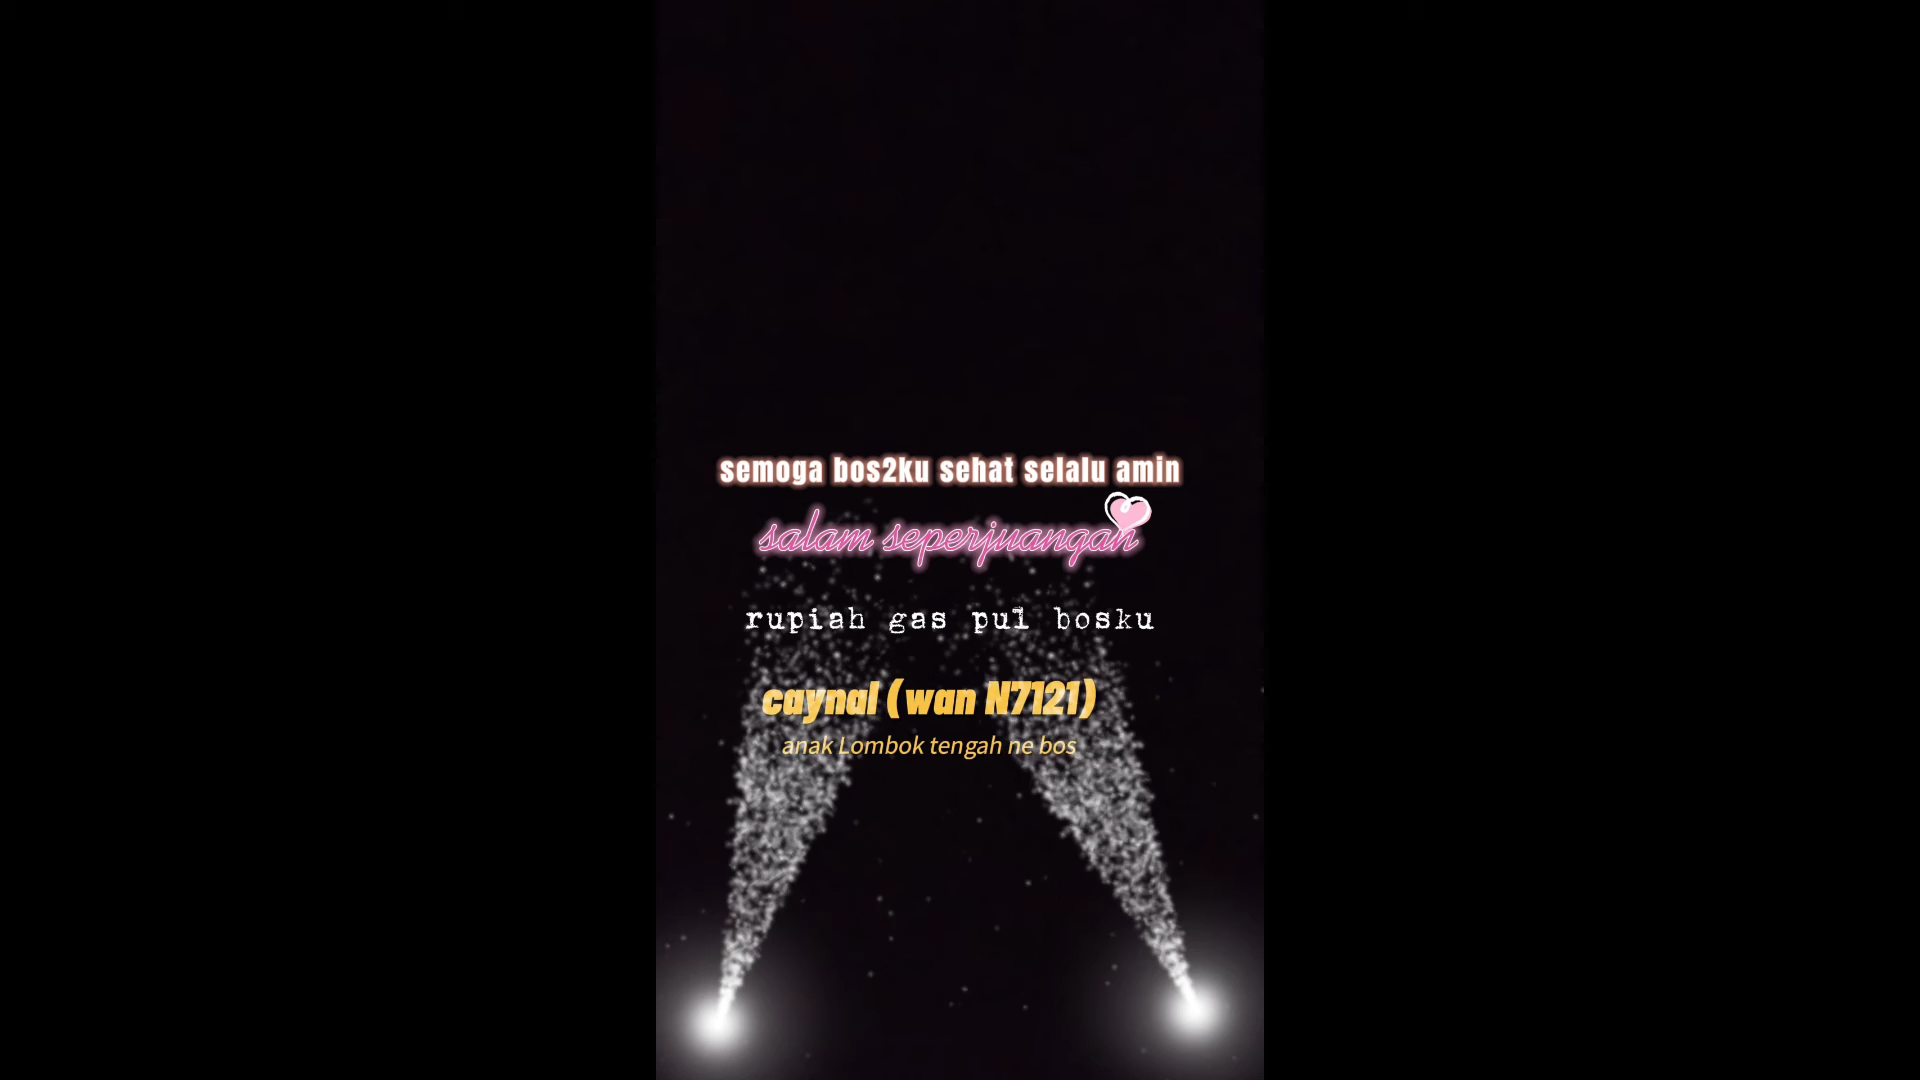 semoga bos2ku sehat selalu amin
salam seperjuangan
rupiah gas pul bosku
caynal (wan N7121)
anak Lombok tengah ne bos